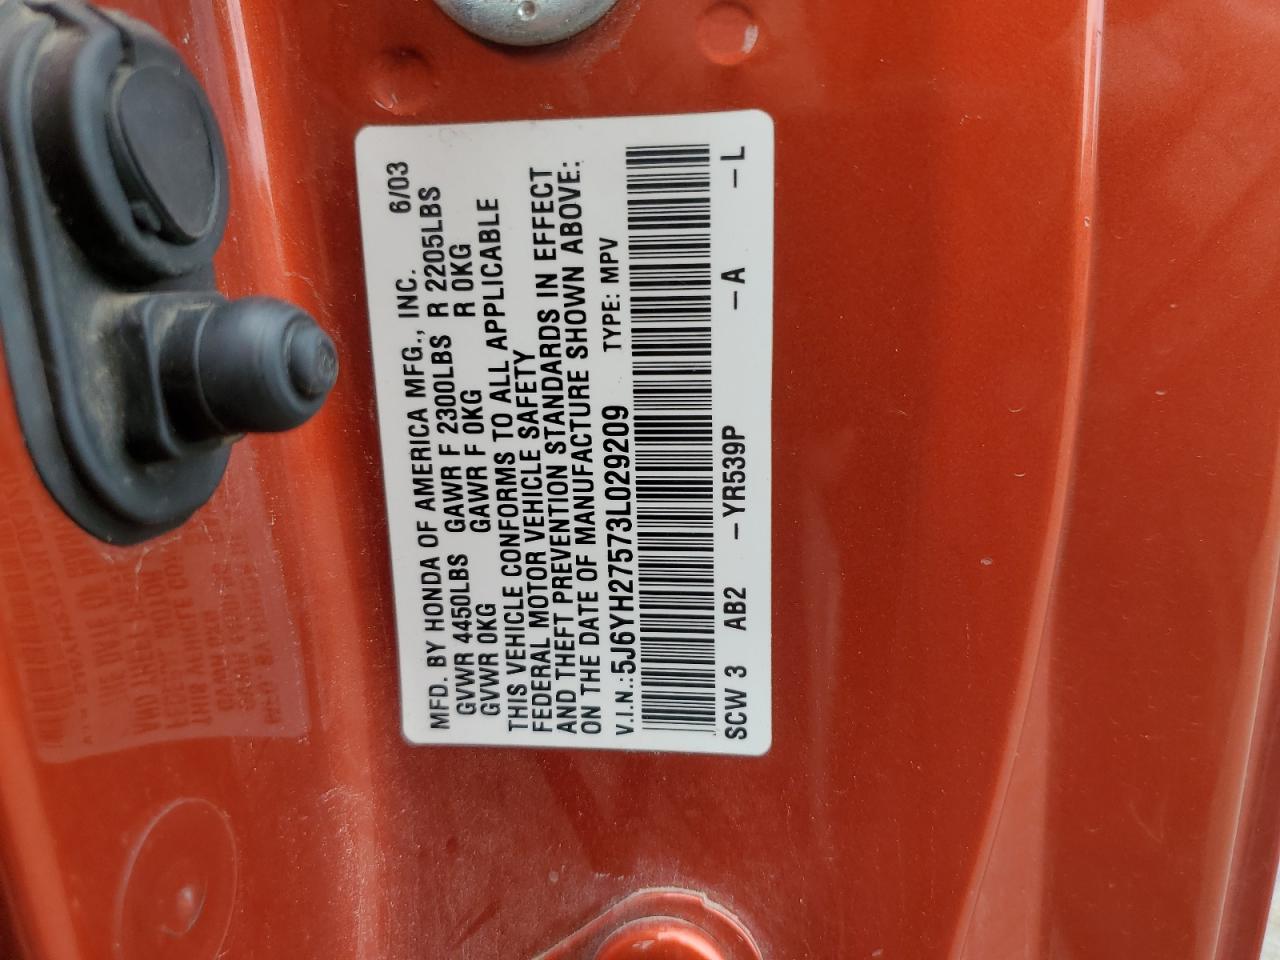 MFD. BY HONDA OF AMERICA MFG., INC. 6/03
GVWR 4450LBS GAWR F 2300LBS R 2205LBS
GVWR 0KG GAWR F 0KG R 0KG
THIS VEHICLE CONFORMS TO ALL APPLICABLE
FEDERAL MOTOR VEHICLE SAFETY
AND THEFT PREVENTION STANDARDS IN EFFECT
ON THE DATE OF MANUFACTURE SHOWN ABOVE:
V.I.N.:5J6YH27573L029209 TYPE: MPV
SCW 3 AB2 –YR539P –A –L